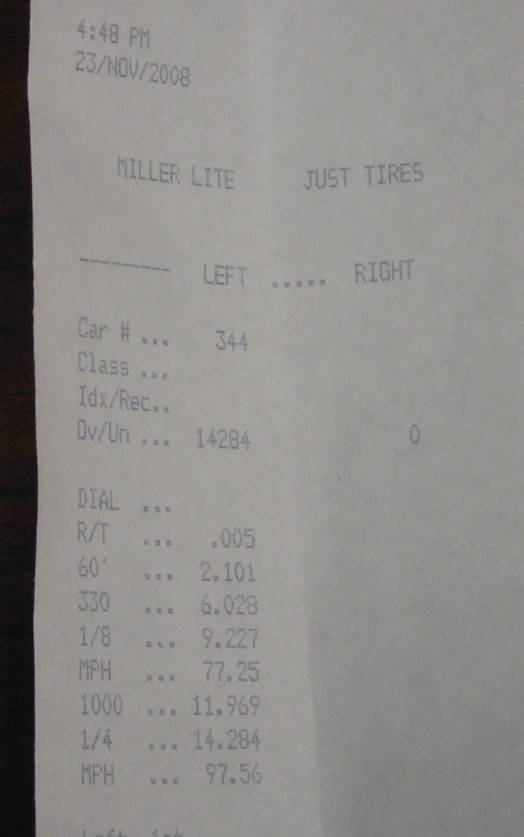 4:48 PM
23/NOV/2008
MILLER LITE JUST TIRES
--------- LEFT ..... RIGHT
Car # ... 344
Class ...
Idx/Rec..
Ov/Un ... 14284 0
DIAL ...
R/T ... .005
60' ... 2.101
330 ... 6.028
1/8 ... 9.227
MPH ... 77.25
1000 ... 11.969
1/4 ... 14.284
MPH ... 97.56
Left 1st